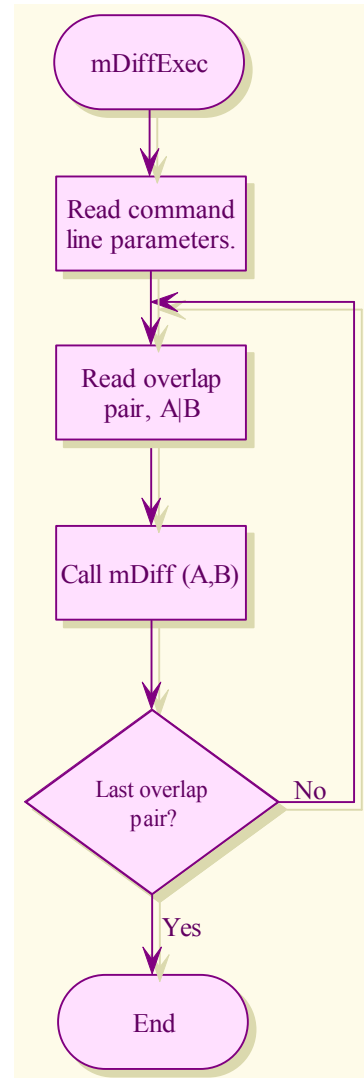 mDiffExec
Read command
line parameters.
Read overlap
pair, A|B
Call mDiff (A,B)
Last overlap
pair?
No
Yes
End